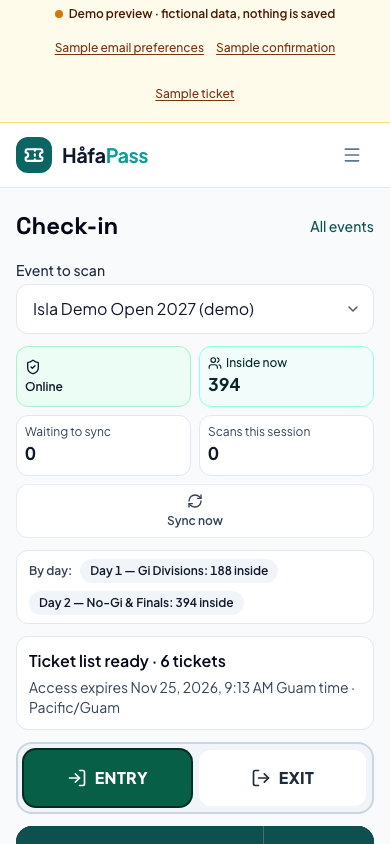 Demo preview · fictional data, nothing is saved
Sample email preferences Sample confirmation
Sample ticket
HåfaPass
Check-in
All events
Event to scan
Isla Demo Open 2027 (demo)
Online
Inside now
394
Waiting to sync
0
Scans this session
0
Sync now
By day: Day 1 — Gi Divisions: 188 inside
Day 2 — No-Gi & Finals: 394 inside
Ticket list ready · 6 tickets
Access expires Nov 25, 2026, 9:13 AM Guam time ·
Pacific/Guam
ENTRY
EXIT